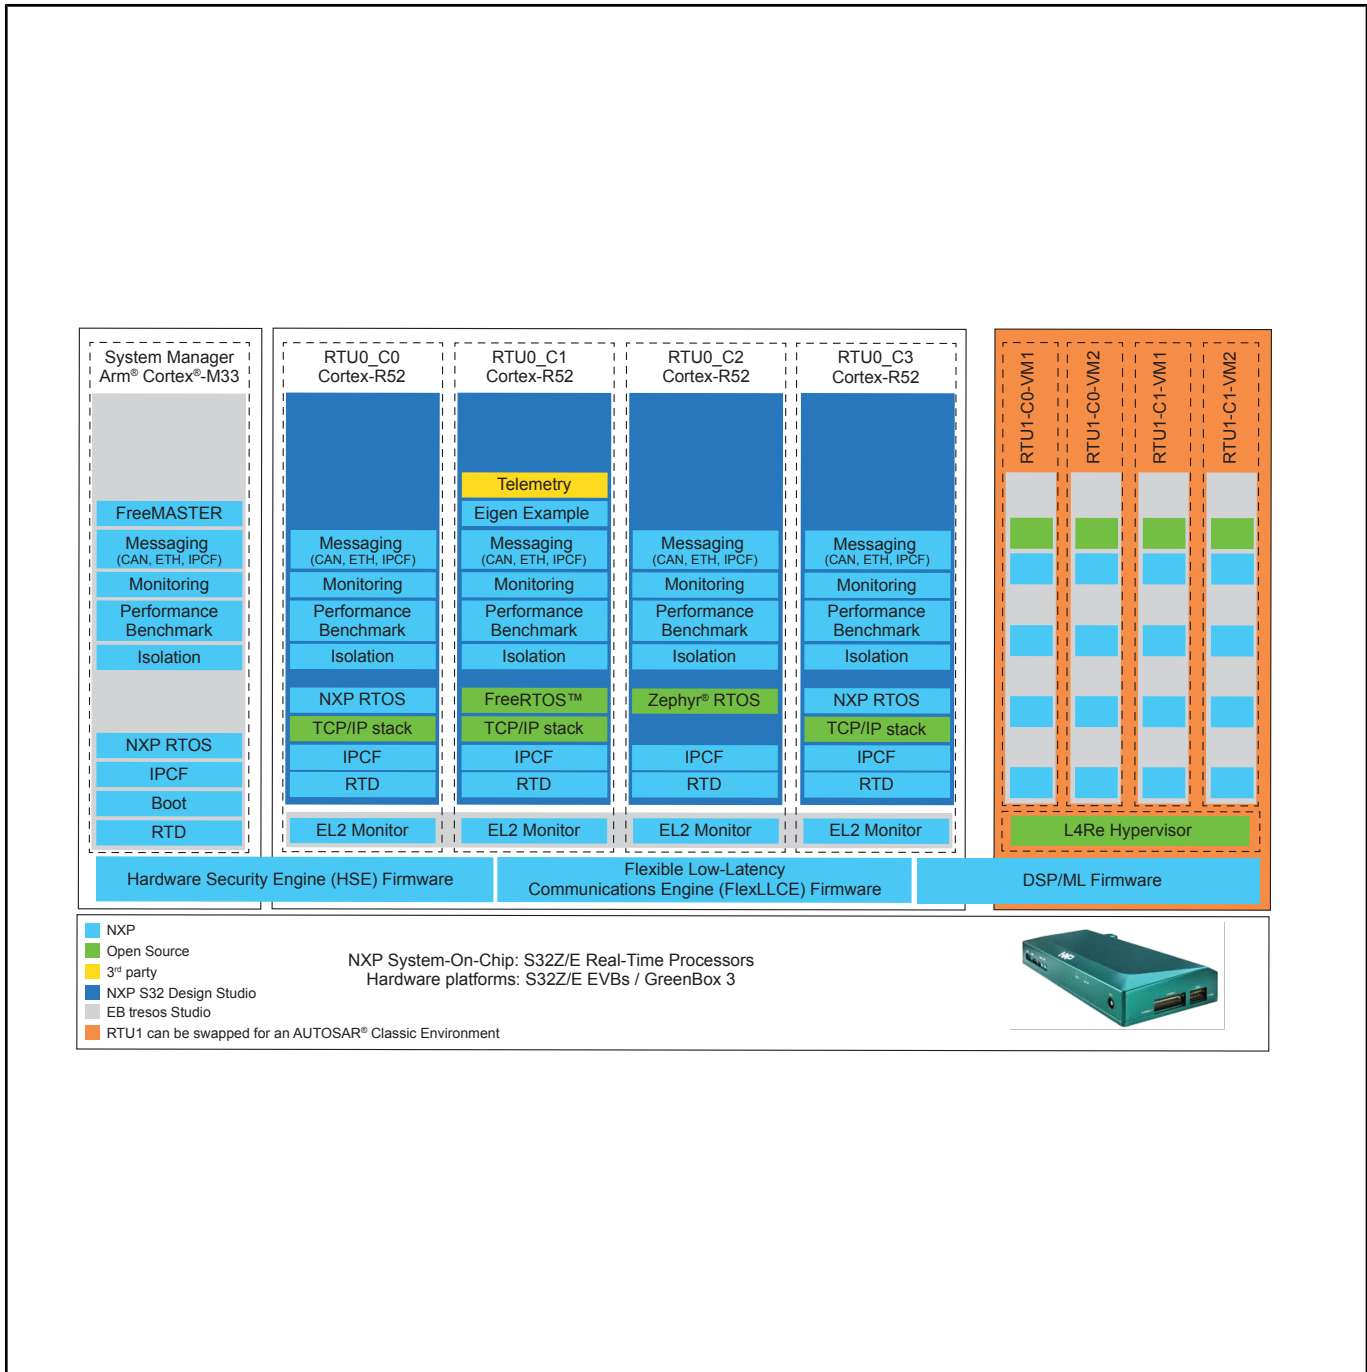 System Manager
Arm® Cortex®-M33
FreeMASTER
Messaging
(CAN, ETH, IPCF)
Monitoring
Performance
Benchmark
Isolation
NXP RTOS
IPCF
Boot
RTD
RTU0_C0
Cortex-R52
Messaging
(CAN, ETH, IPCF)
Monitoring
Performance
Benchmark
Isolation
NXP RTOS
TCP/IP stack
IPCF
RTD
EL2 Monitor
RTU0_C1
Cortex-R52
Telemetry
Eigen Example
Messaging
(CAN, ETH, IPCF)
Monitoring
Performance
Benchmark
Isolation
FreeRTOS™
TCP/IP stack
IPCF
RTD
EL2 Monitor
RTU0_C2
Cortex-R52
Messaging
(CAN, ETH, IPCF)
Monitoring
Performance
Benchmark
Isolation
Zephyr® RTOS
IPCF
RTD
EL2 Monitor
RTU0_C3
Cortex-R52
Messaging
(CAN, ETH, IPCF)
Monitoring
Performance
Benchmark
Isolation
NXP RTOS
TCP/IP stack
IPCF
RTD
EL2 Monitor
RTU1-C0-VM1
RTU1-C0-VM2
RTU1-C1-VM1
RTU1-C1-VM2
L4Re Hypervisor
Hardware Security Engine (HSE) Firmware
Flexible Low-Latency
Communications Engine (FlexLLCE) Firmware
DSP/ML Firmware
NXP
Open Source
3rd party
NXP S32 Design Studio
EB tresos Studio
RTU1 can be swapped for an AUTOSAR® Classic Environment
NXP System-On-Chip: S32Z/E Real-Time Processors
Hardware platforms: S32Z/E EVBs / GreenBox 3
NXP